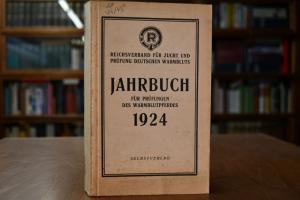 R
REICHSVERBAND FÜR ZUCHT UND
PRÜFUNG DEUTSCHEN WARMBLUTS
JAHRBUCH
FÜR PRÜFUNGEN
DES WARMBLUTPFERDES
1924
SELBSTVERLAG